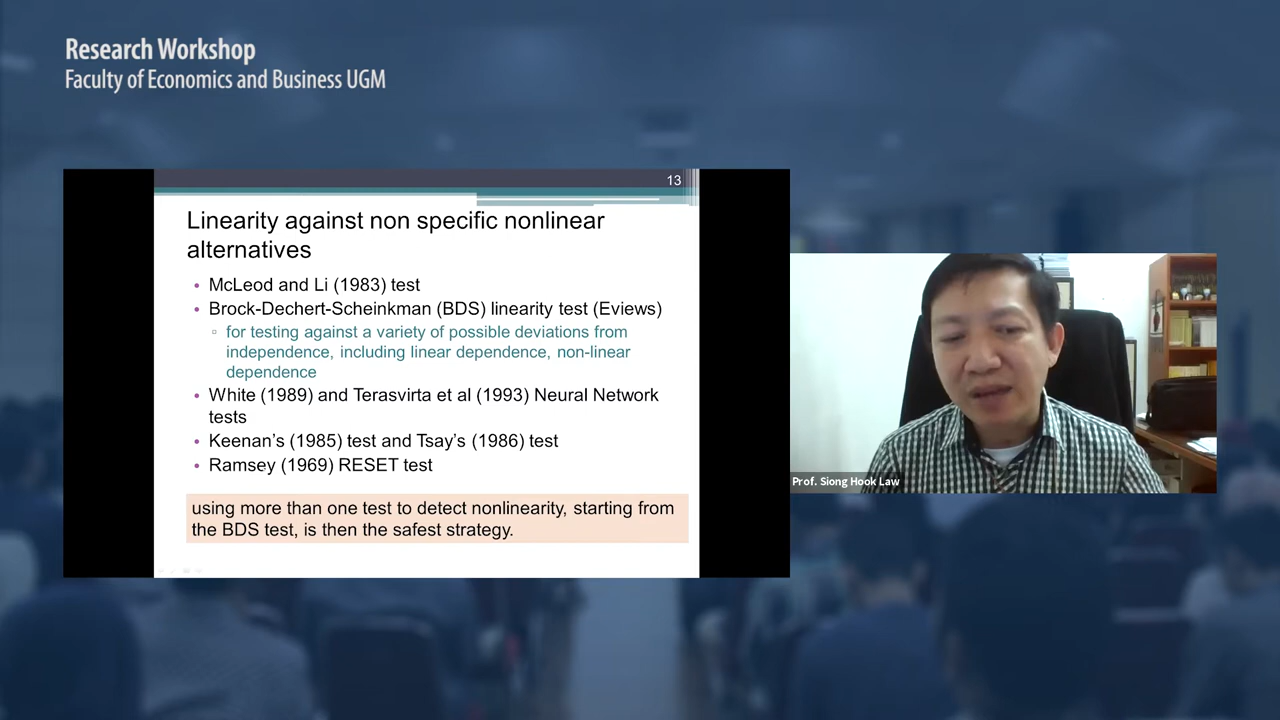 Research Workshop
Faculty of Economics and Business UGM
13
Linearity against non specific nonlinear
alternatives
• McLeod and Li (1983) test
• Brock-Dechert-Scheinkman (BDS) linearity test (Eviews)
▫ for testing against a variety of possible deviations from
independence, including linear dependence, non-linear
dependence
• White (1989) and Terasvirta et al (1993) Neural Network
tests
• Keenan's (1985) test and Tsay's (1986) test
• Ramsey (1969) RESET test
using more than one test to detect nonlinearity, starting from
the BDS test, is then the safest strategy.
Prof. Siong Hook Law